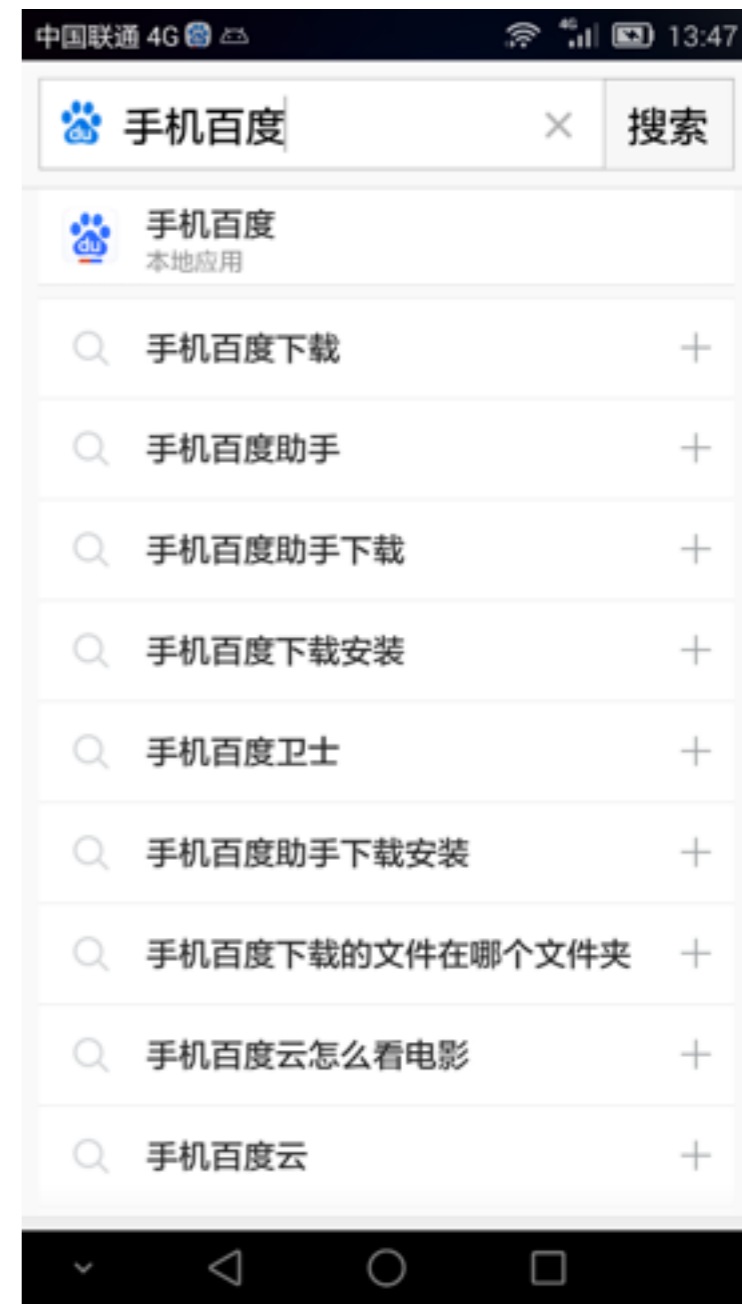 中国联通 4G 4G 13:47
du 手机百度 搜索
du 手机百度
本地应用
手机百度下载
手机百度助手
手机百度助手下载
手机百度下载安装
手机百度卫士
手机百度助手下载安装
手机百度下载的文件在哪个文件夹
手机百度云怎么看电影
手机百度云